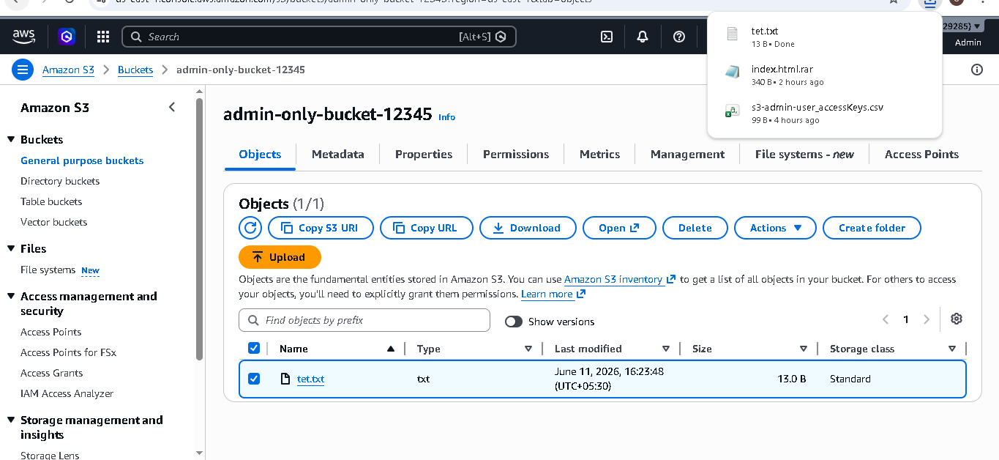 us-east-1.console.aws.amazon.com/s3/buckets/admin-only-bucket-12345?region=us-east-1&tab=objects
aws
Search
[Alt+S]
29285} ▼
Admin
tet.txt
13 B • Done
index.html.rar
340 B • 2 hours ago
s3-admin-user_accessKeys.csv
99 B • 4 hours ago
Amazon S3 > Buckets > admin-only-bucket-12345
Amazon S3
Buckets
General purpose buckets
Directory buckets
Table buckets
Vector buckets
Files
File systems New
Access management and
security
Access Points
Access Points for FSx
Access Grants
IAM Access Analyzer
Storage management and
insights
Storage Lens
admin-only-bucket-12345 Info
Objects
Metadata
Properties
Permissions
Metrics
Management
File systems - new
Access Points
Objects (1/1)
Copy S3 URI
Copy URL
Download
Open
Delete
Actions
Create folder
Upload
Objects are the fundamental entities stored in Amazon S3. You can use Amazon S3 inventory to get a list of all objects in your bucket. For others to access
your objects, you'll need to explicitly grant them permissions. Learn more
Find objects by prefix
Show versions
1
Name
Type
Last modified
Size
Storage class
tet.txt
txt
June 11, 2026, 16:23:48
(UTC+05:30)
13.0 B
Standard